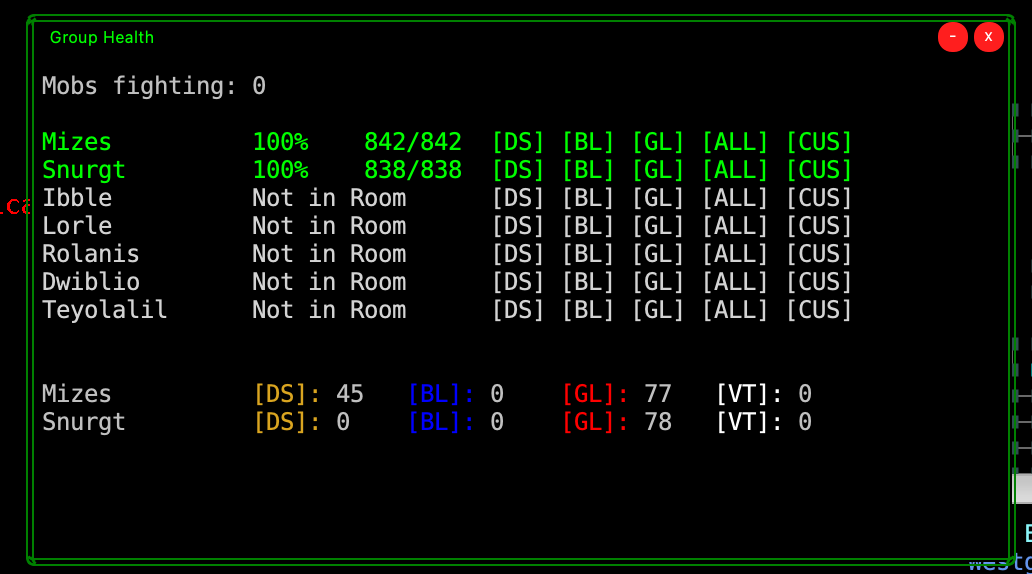 Group Health - X
Mobs fighting: 0
Mizes 100% 842/842 [DS] [BL] [GL] [ALL] [CUS]
Snurgt 100% 838/838 [DS] [BL] [GL] [ALL] [CUS]
Ibble Not in Room [DS] [BL] [GL] [ALL] [CUS]
Lorle Not in Room [DS] [BL] [GL] [ALL] [CUS]
Rolanis Not in Room [DS] [BL] [GL] [ALL] [CUS]
Dwiblio Not in Room [DS] [BL] [GL] [ALL] [CUS]
Teyolalil Not in Room [DS] [BL] [GL] [ALL] [CUS]
Mizes [DS]: 45 [BL]: 0 [GL]: 77 [VT]: 0
Snurgt [DS]: 0 [BL]: 0 [GL]: 78 [VT]: 0